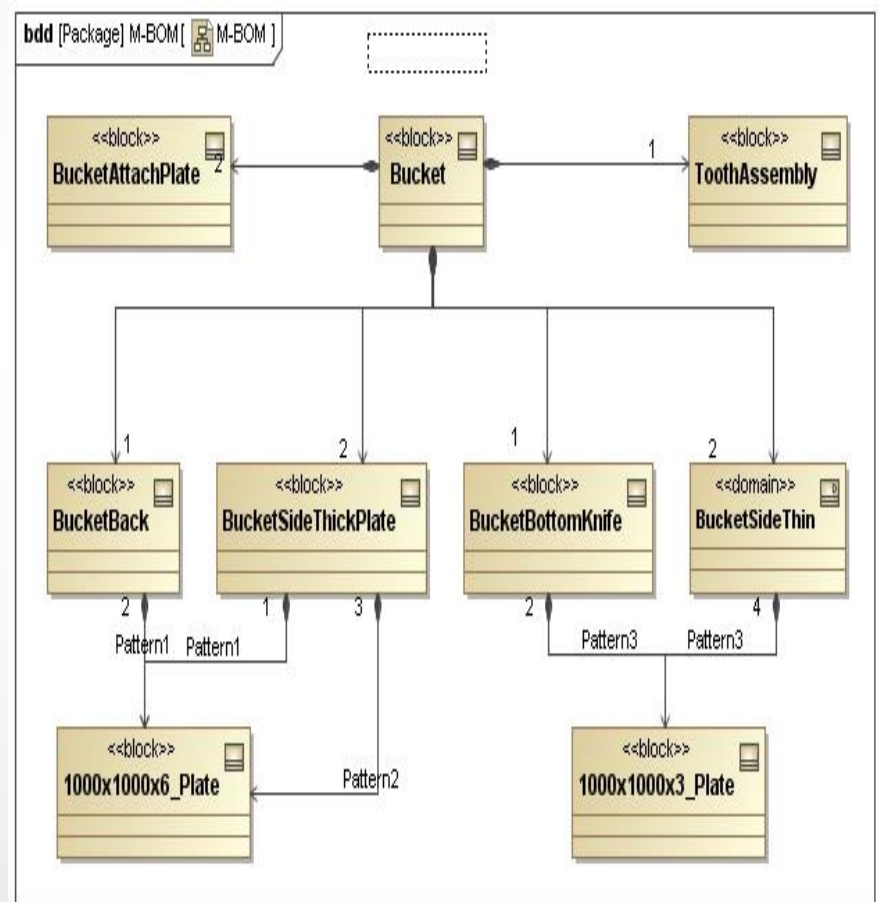 bdd [Package] M-BOM [ M-BOM ]
<<block>>
BucketAttachPlate
2
<<block>>
Bucket
1
<<block>>
ToothAssembly
1
2
1
2
<<block>>
BucketBack
<<block>>
BucketSideThickPlate
<<block>>
BucketBottomKnife
<<domain>>
BucketSideThin
2
1
3
2
4
Pattern1
Pattern1
Pattern3
Pattern3
<<block>>
1000x1000x6_Plate
Pattern2
<<block>>
1000x1000x3_Plate